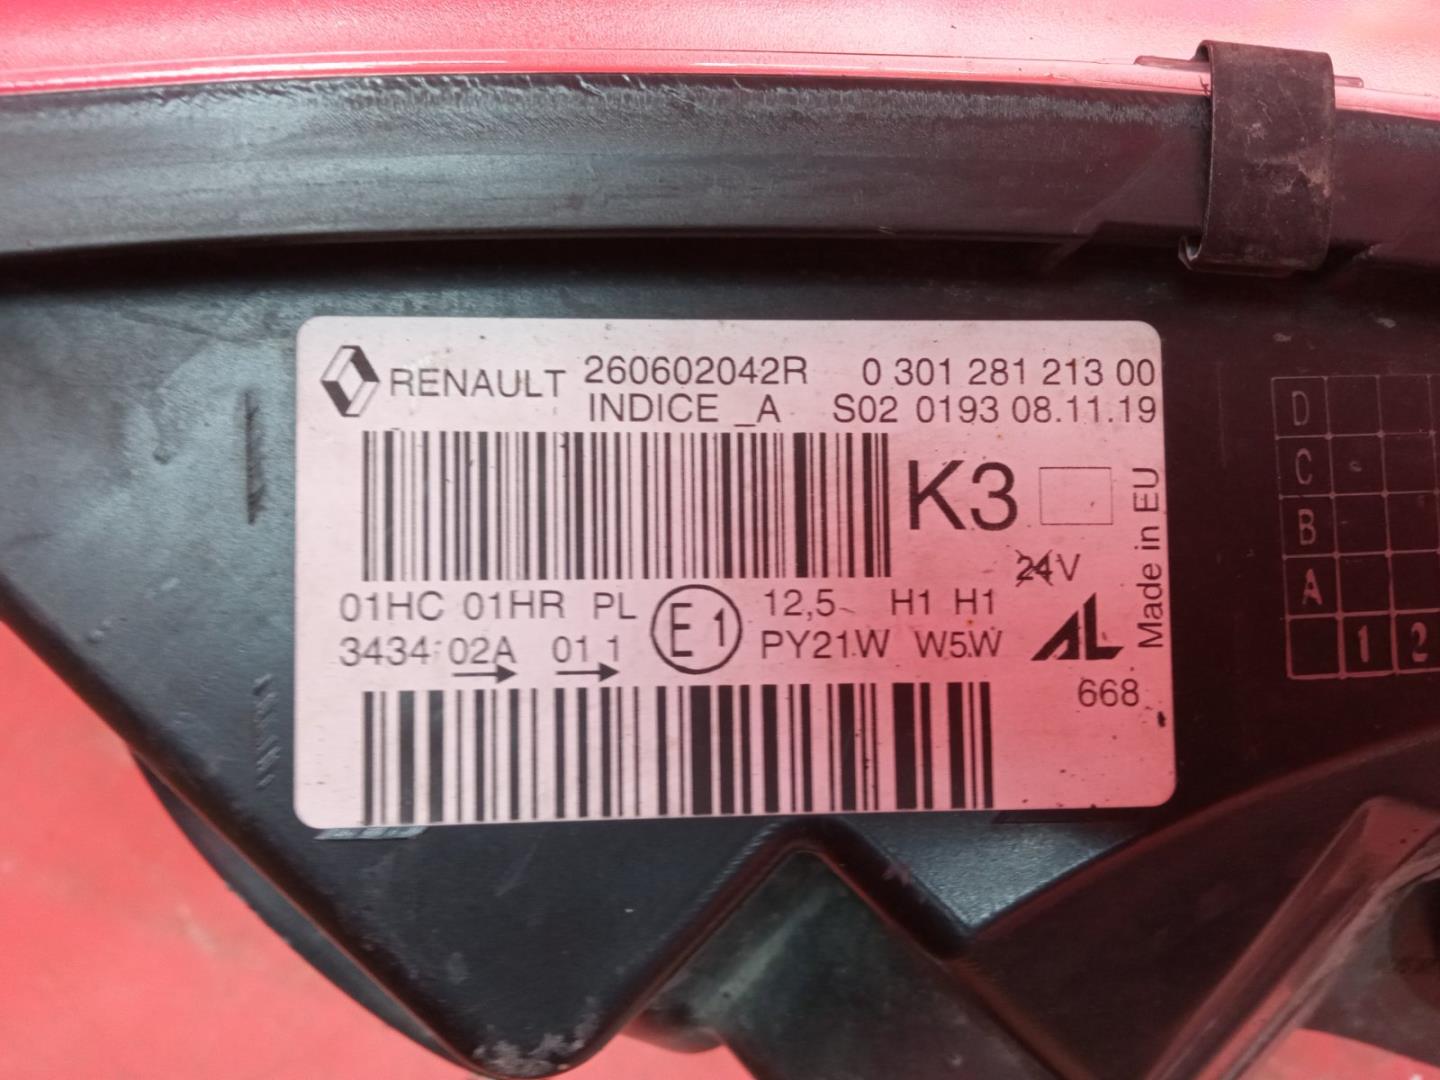 RENAULT 260602042R 0 301 281 213 00
INDICE _A S02 0193 08.11.19
K3
Made in EU
24V
01HC 01HR PL E1 12,5 H1 H1
3434 02A 01 1 PY21W W5W AL
668
D
C
B
A
1 2